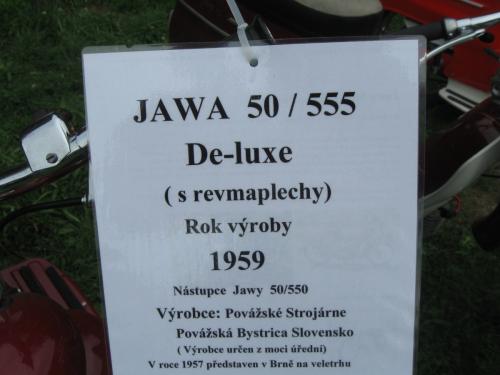 JAWA 50 / 555
De-luxe
( s revmaplechy)
Rok výroby
1959
Nástupce Jawy 50/550
Výrobce: Považské Strojárne
Považská Bystrica Slovensko
( Výrobce určen z moci úřední)
V roce 1957 představen v Brně na veletrhu